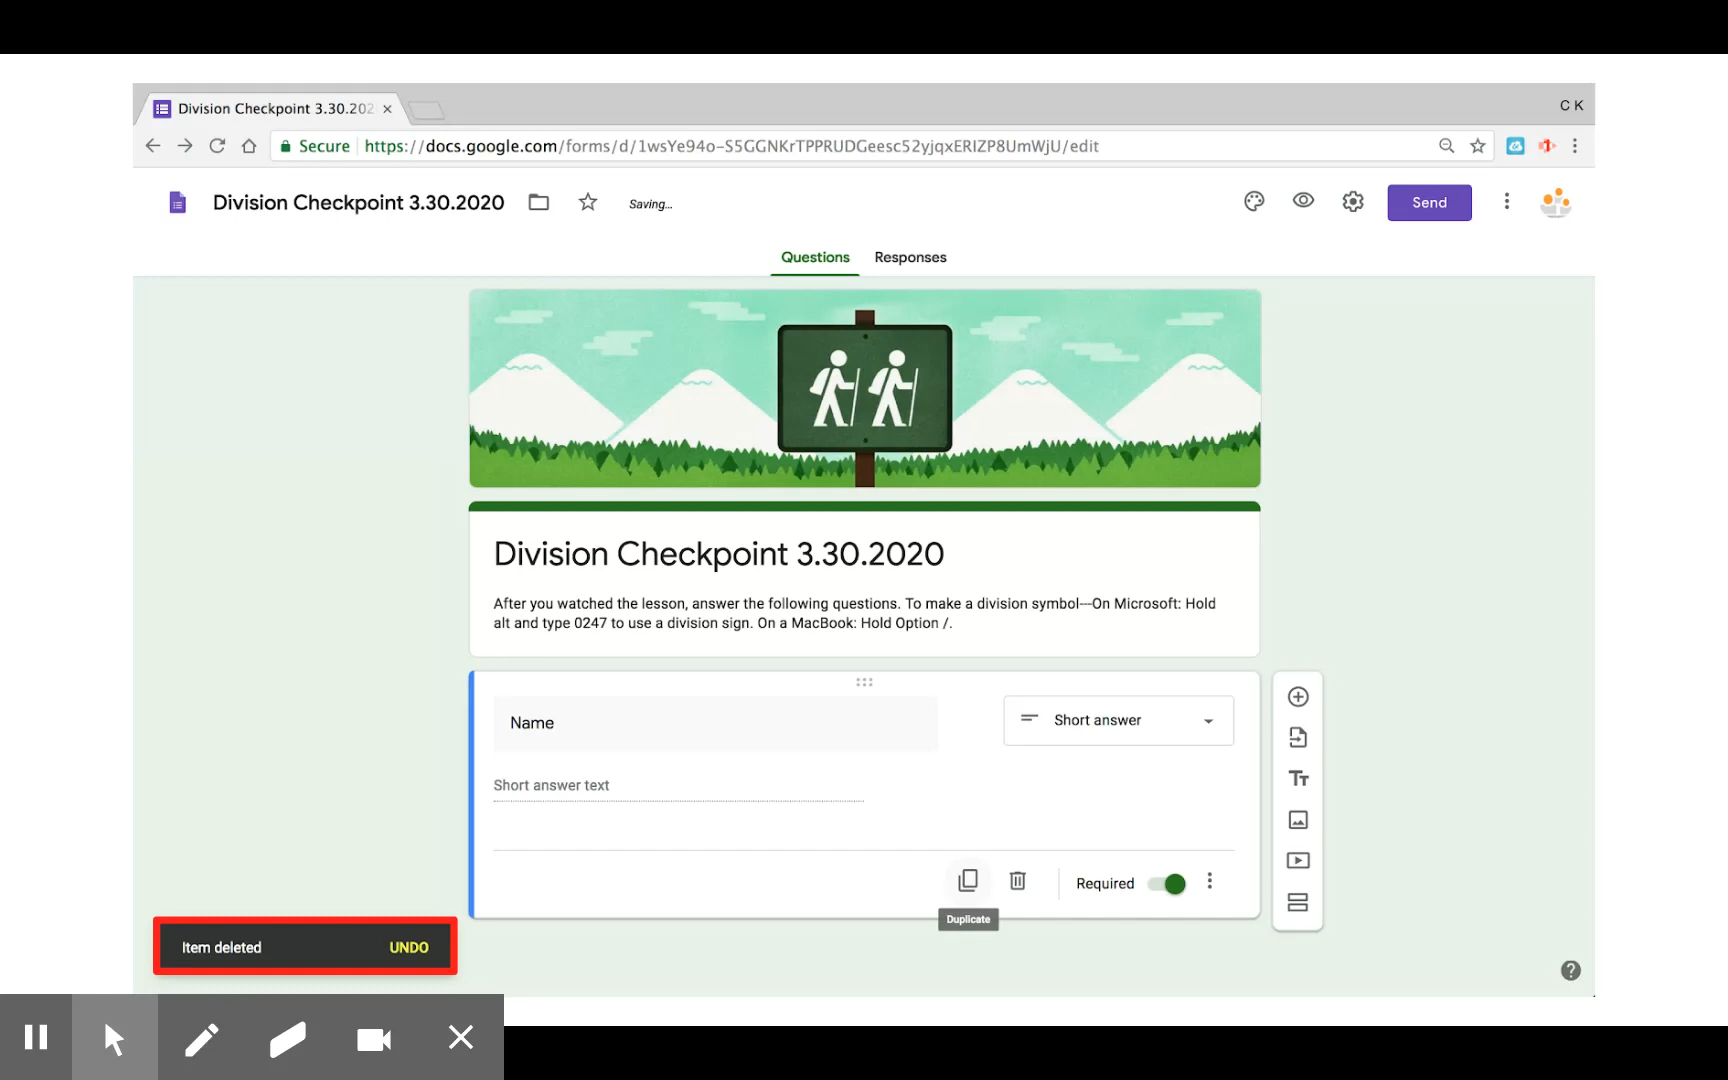 Division Checkpoint 3.30.202
C K
Secure https://docs.google.com/forms/d/1wsYe94o-S5GGNKrTPPRUDGeesc52yjqxERIZP8UmWjU/edit
Division Checkpoint 3.30.2020 Saving... Send
Questions Responses
Division Checkpoint 3.30.2020
After you watched the lesson, answer the following questions. To make a division symbol—On Microsoft: Hold
alt and type 0247 to use a division sign. On a MacBook: Hold Option /.
Name Short answer
Short answer text
Required
Duplicate
Item deleted UNDO